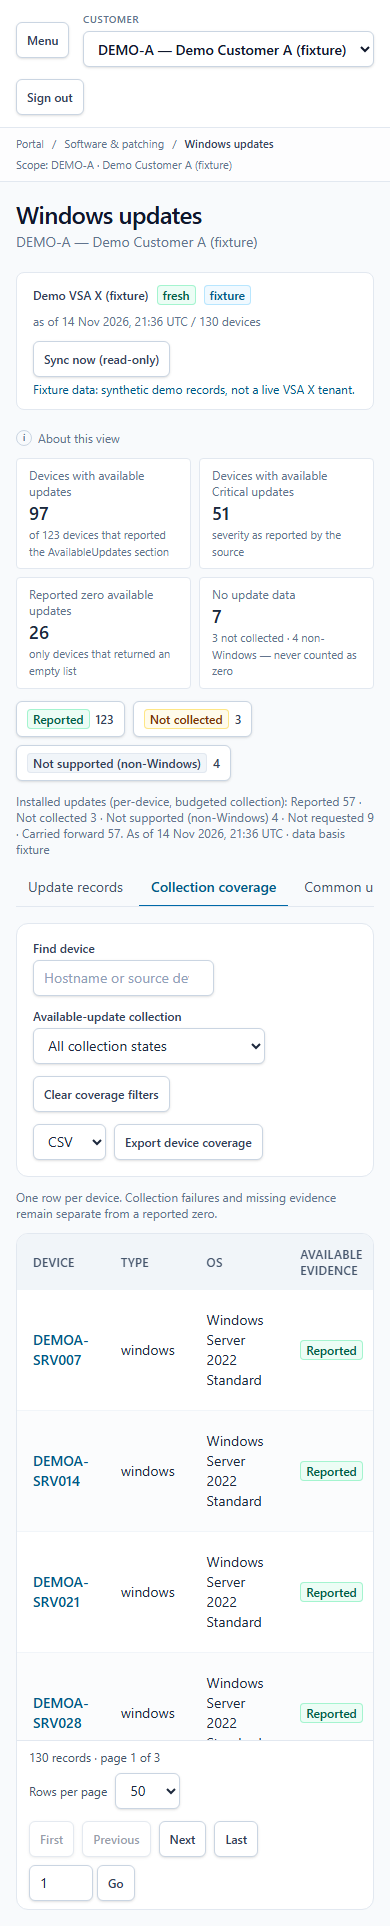 CUSTOMER
Menu
DEMO-A — Demo Customer A (fixture)
Sign out
Portal / Software & patching / Windows updates
Scope: DEMO-A · Demo Customer A (fixture)
Windows updates
DEMO-A — Demo Customer A (fixture)
Demo VSA X (fixture) fresh fixture
as of 14 Nov 2026, 21:36 UTC / 130 devices
Sync now (read-only)
Fixture data: synthetic demo records, not a live VSA X tenant.
i About this view
Devices with available
updates
97
of 123 devices that reported
the AvailableUpdates section
Devices with available
Critical updates
51
severity as reported by the
source
Reported zero available
updates
26
only devices that returned an
empty list
No update data
7
3 not collected · 4 non-
Windows — never counted as
zero
Reported 123
Not collected 3
Not supported (non-Windows) 4
Installed updates (per-device, budgeted collection): Reported 57 ·
Not collected 3 · Not supported (non-Windows) 4 · Not requested 9
· Carried forward 57. As of 14 Nov 2026, 21:36 UTC · data basis
fixture
Update records Collection coverage Common u
Find device
Hostname or source de
Available-update collection
All collection states
Clear coverage filters
CSV Export device coverage
One row per device. Collection failures and missing evidence
remain separate from a reported zero.
DEVICE TYPE OS AVAILABLE
EVIDENCE
DEMOA-
SRV007
windows
Windows
Server
2022
Standard
Reported
DEMOA-
SRV014
windows
Windows
Server
2022
Standard
Reported
DEMOA-
SRV021
windows
Windows
Server
2022
Standard
Reported
DEMOA-
SRV028
windows
Windows
Server
2022
Reported
130 records · page 1 of 3
Rows per page 50
First Previous Next Last
1 Go